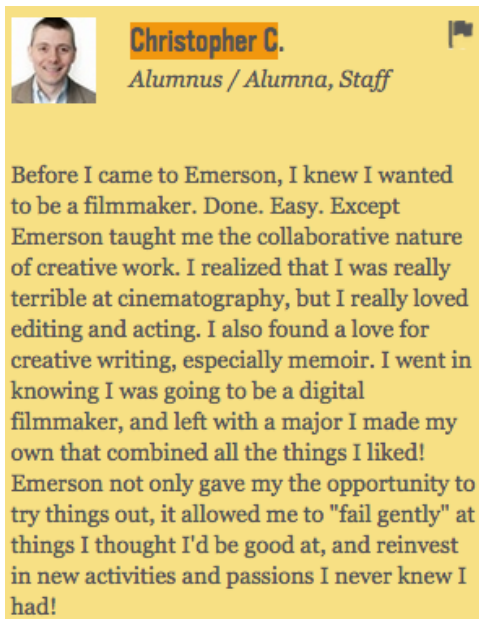 Christopher C.
Alumnus / Alumna, Staff
Before I came to Emerson, I knew I wanted
to be a filmmaker. Done. Easy. Except
Emerson taught me the collaborative nature
of creative work. I realized that I was really
terrible at cinematography, but I really loved
editing and acting. I also found a love for
creative writing, especially memoir. I went in
knowing I was going to be a digital
filmmaker, and left with a major I made my
own that combined all the things I liked!
Emerson not only gave my the opportunity to
try things out, it allowed me to "fail gently" at
things I thought I'd be good at, and reinvest
in new activities and passions I never knew I
had!